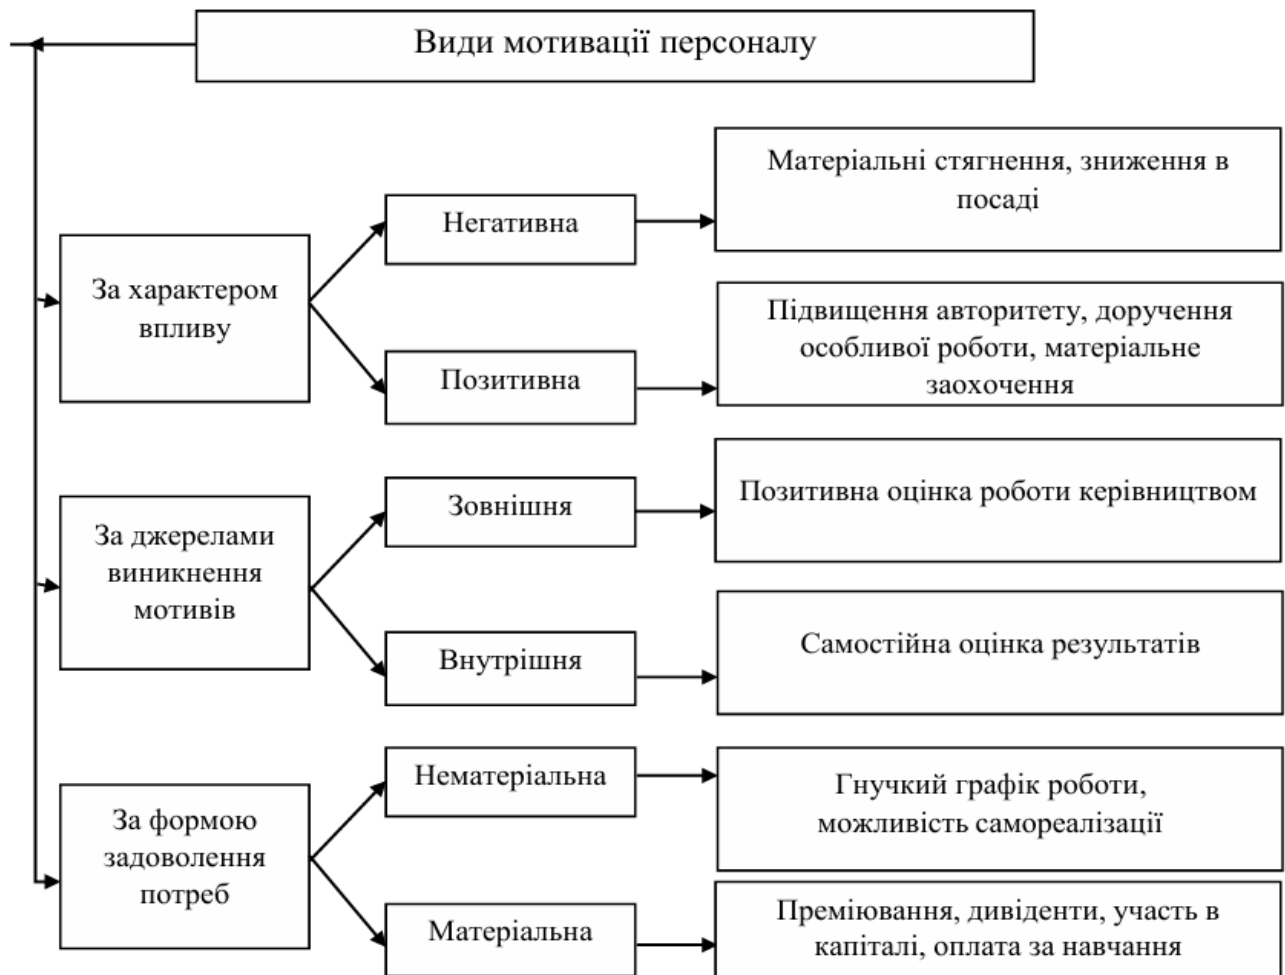 Види мотивації персоналу
Матеріальні стягнення, зниження в
посаді
Негативна
За характером
впливу
Підвищення авторитету, доручення
особливої роботи, матеріальне
заохочення
Позитивна
Позитивна оцінка роботи керівництвом
Зовнішня
За джерелами
виникнення
мотивів
Самостійна оцінка результатів
Внутрішня
Нематеріальна
Гнучкий графік роботи,
можливість самореалізації
За формою
задоволення
потреб
Преміювання, дивіденти, участь в
капіталі, оплата за навчання
Матеріальна